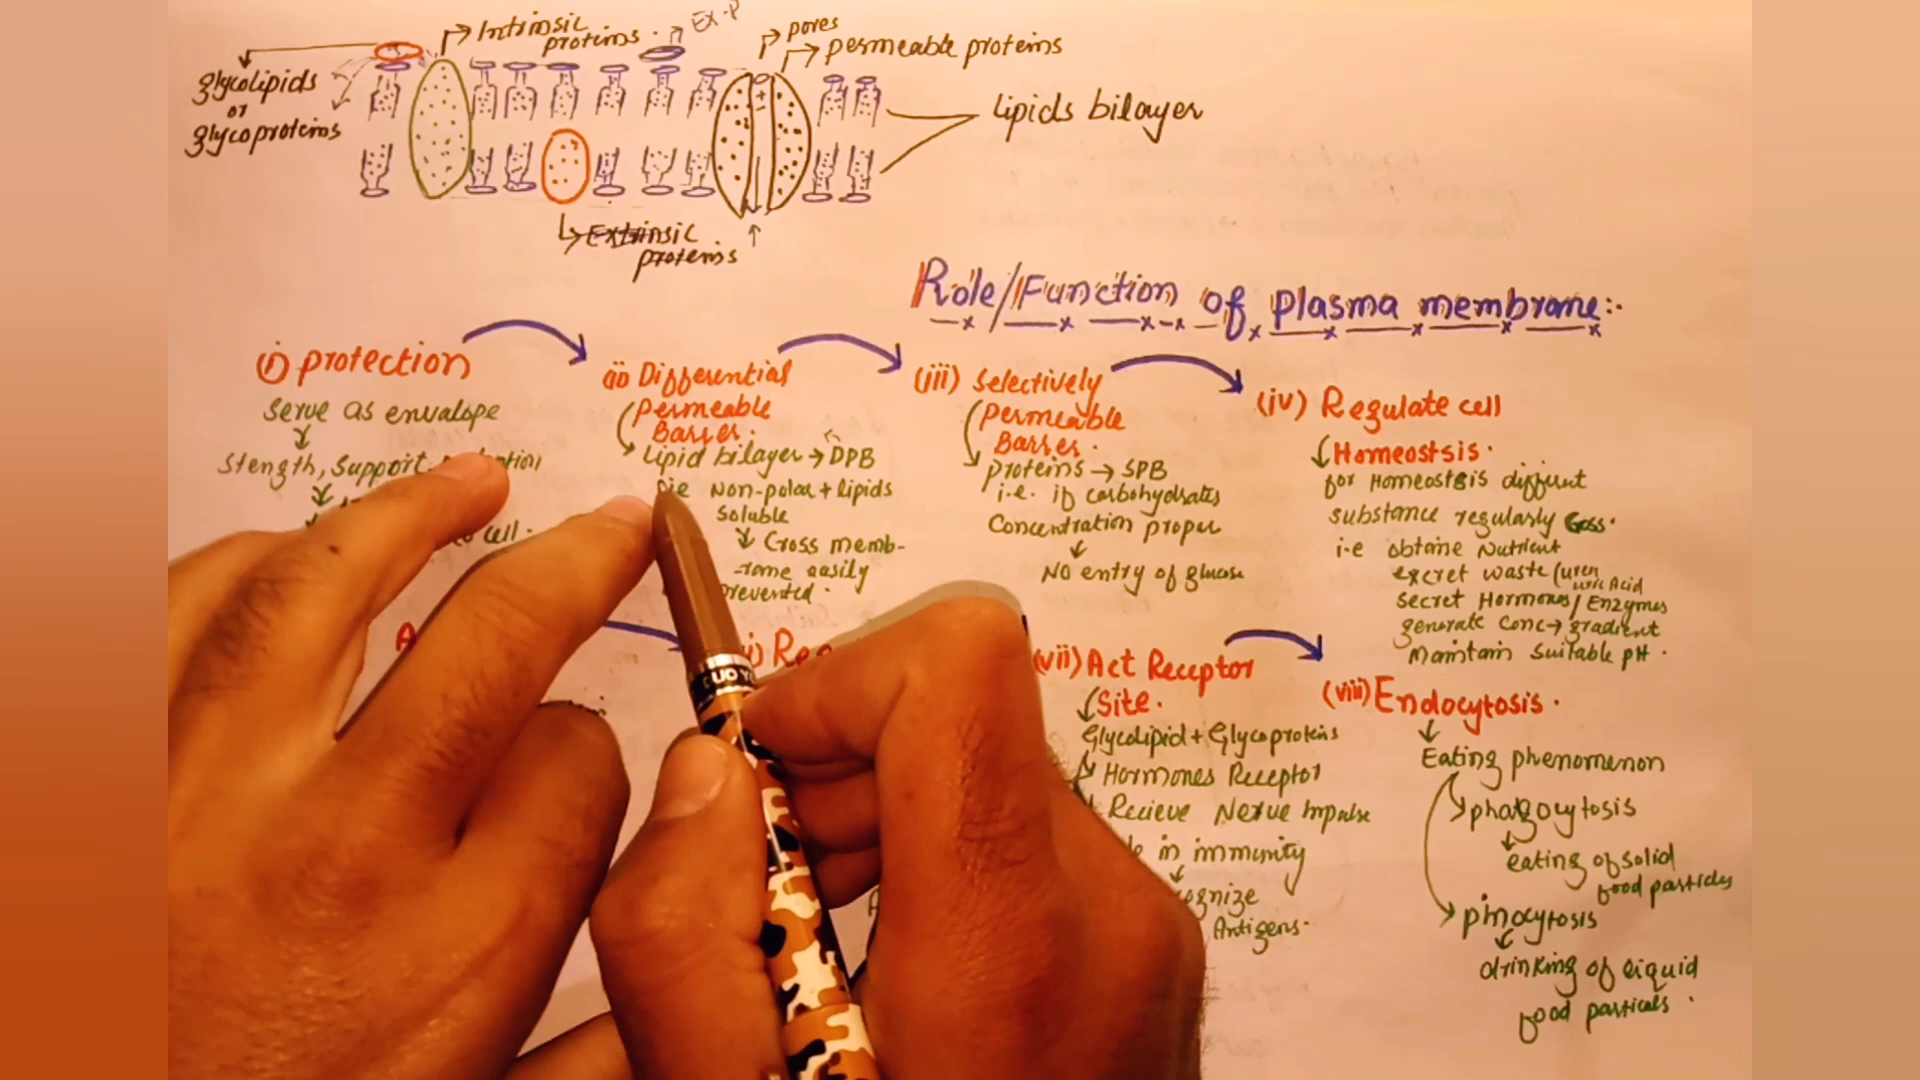 Intrinsic
proteins.
Ex-P
pores
permeable proteins
glycolipids
or
glycoproteins
Lipids bilayer
Extrinsic
proteins
Role/Function of plasma membrane:-
(i) protection
Serve as envelope
Stength, Support,
cell.
(ii) Differential
Permeable
Barrer.
Lipid bilayer → DPB
ie Non-polar + lipids
Soluble
Cross memb-
-rane easily
prevented.
(iii) Selectively
Permeable
Barrer.
proteins → SPB
i.e. if carbohydrates
Concentration proper
No entry of glucose
(iv) Regulate cell
Homeostsis.
for Homeostsis different
substance regularly
i-e obtaine Nutrient
excret waste (uren
uric Acid
Secret Hormones/Enzymes
generate Conc→ gradient
Maintain Suitable pH.
(vii) Act Receptor
Site.
Glycolipid + Glycoproteins
Hormones Receptor
Recieve Nerve Impulse
in immunity
Antigens.
(viii) Endocytosis.
Eating phenomenon
phagocytosis
eating of solid
food particles
pinocytosis
drinking of liquid
food particals.